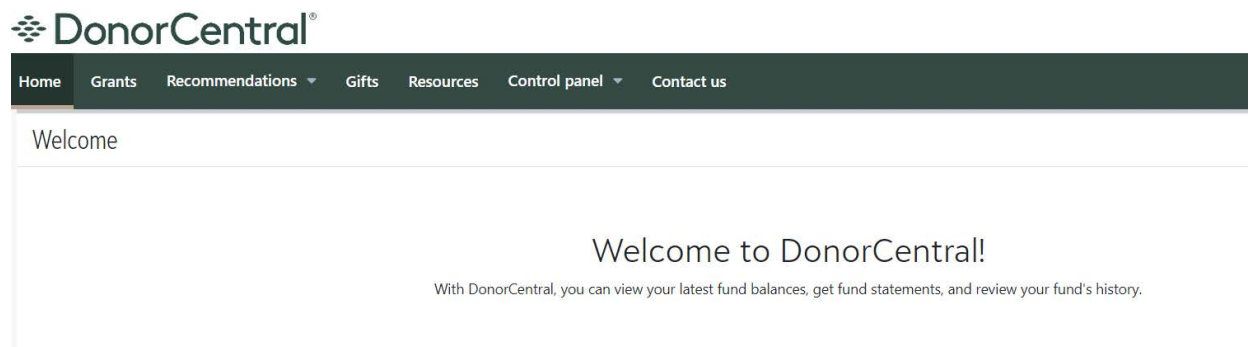 DonorCentral®
Home Grants Recommendations Gifts Resources Control panel Contact us
Welcome
Welcome to DonorCentral!
With DonorCentral, you can view your latest fund balances, get fund statements, and review your fund's history.